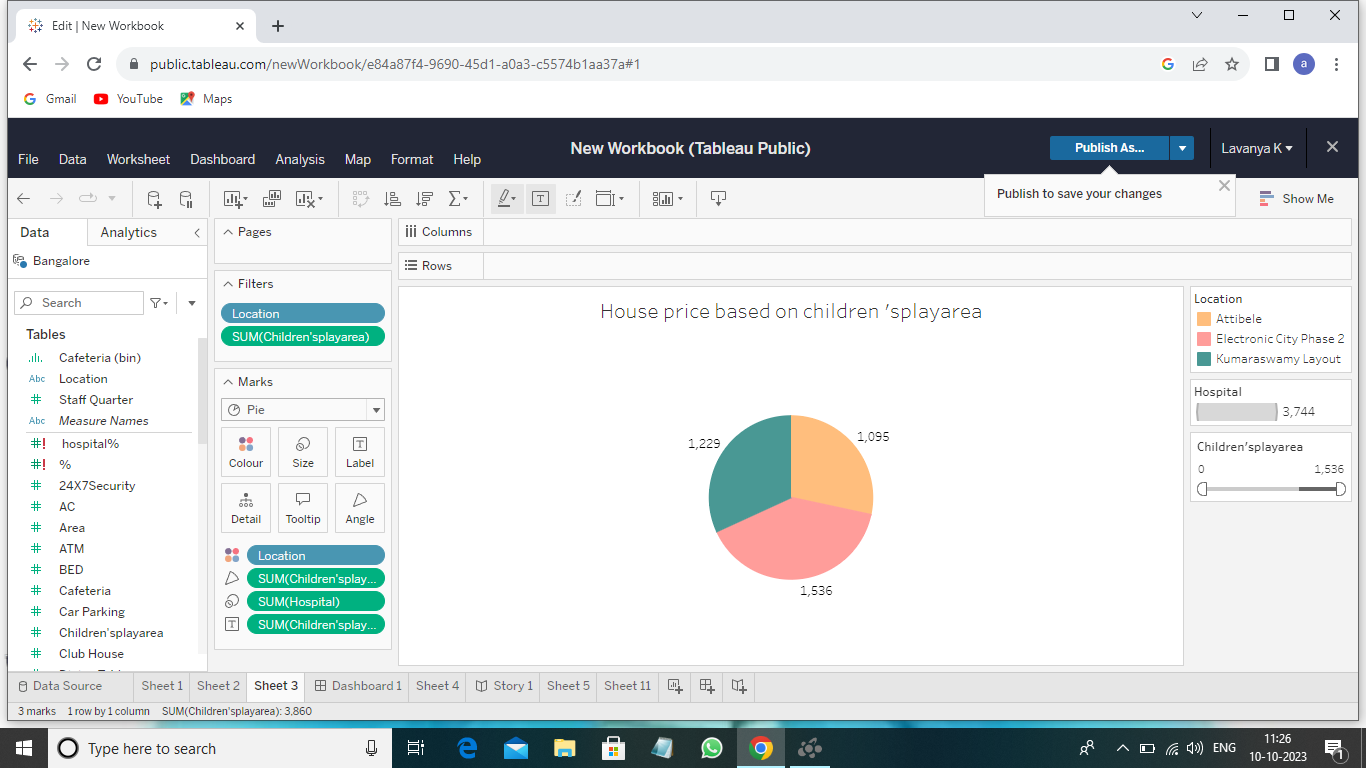 Edit | New Workbook
public.tableau.com/newWorkbook/e84a87f4-9690-45d1-a0a3-c5574b1aa37a#1
a
Gmail YouTube Maps
File Data Worksheet Dashboard Analysis Map Format Help
New Workbook (Tableau Public)
Publish As...
Lavanya K
Publish to save your changes
Show Me
Data Analytics
Bangalore
Search
Tables
Cafeteria (bin)
Abc Location
Staff Quarter
Abc Measure Names
#! hospital%
#! %
# 24X7Security
# AC
# Area
# ATM
# BED
# Cafeteria
# Car Parking
# Children'splayarea
# Club House
Pages
Filters
Location
SUM(Children'splayarea)
Marks
Pie
Colour Size Label
Detail Tooltip Angle
Location
SUM(Children'splay...
SUM(Hospital)
SUM(Children'splay...
Columns
Rows
House price based on children 'splayarea
1,229
1,095
1,536
Location
Attibele
Electronic City Phase 2
Kumaraswamy Layout
Hospital
3,744
Children'splayarea
0 1,536
Data Source Sheet 1 Sheet 2 Sheet 3 Dashboard 1 Sheet 4 Story 1 Sheet 5 Sheet 11
3 marks 1 row by 1 column SUM(Children'splayarea): 3,860
Type here to search
ENG
11:26
10-10-2023
1